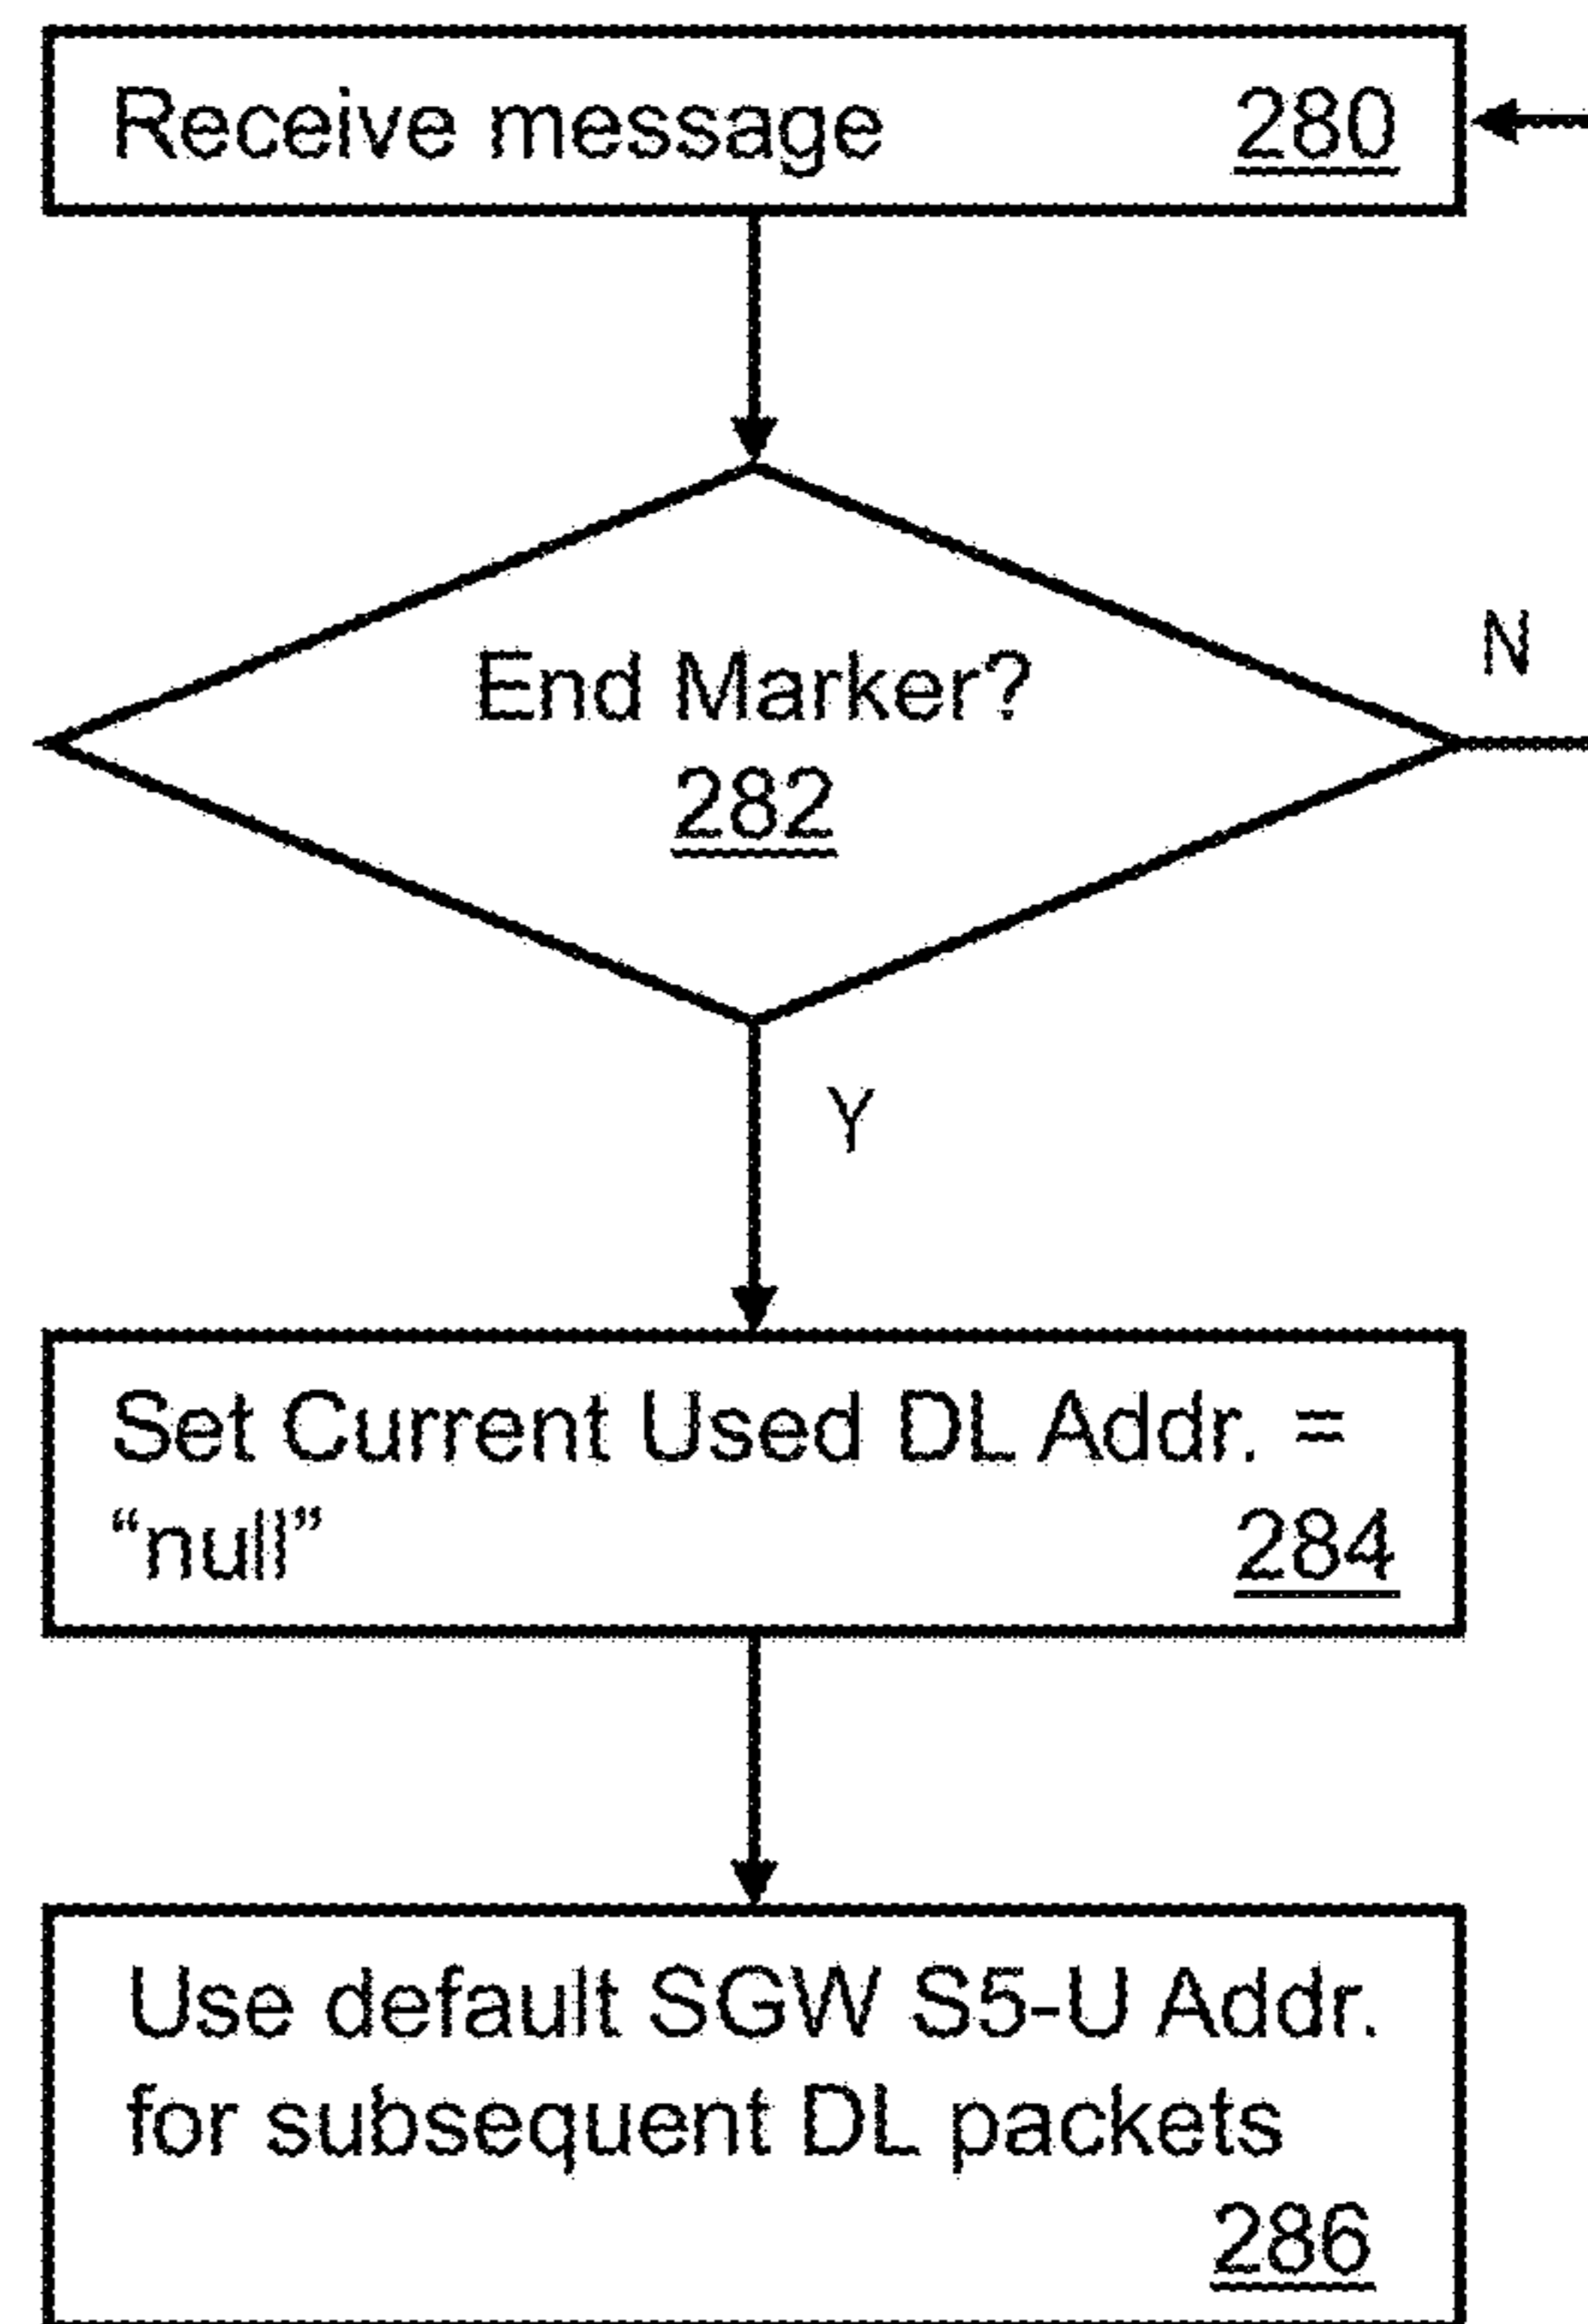 Receive message 280
End Marker?
282
N
Y
Set Current Used DL Addr. =
“null” 284
Use default SGW S5-U Addr.
for subsequent DL packets
286